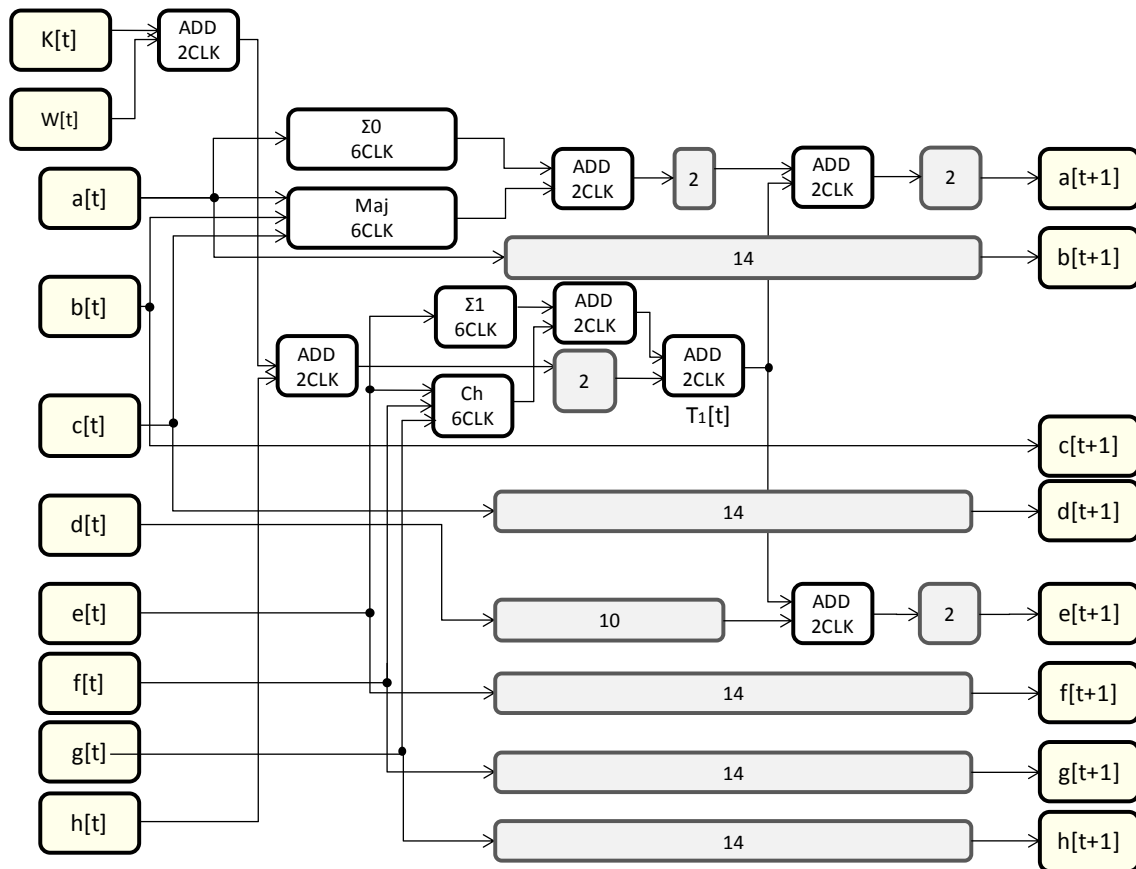 K[t]
ADD
2CLK
W[t]
Σ0
6CLK
a[t]
Maj
6CLK
ADD
2CLK
2
ADD
2CLK
2
a[t+1]
14
b[t+1]
b[t]
Σ1
6CLK
ADD
2CLK
ADD
2CLK
2
ADD
2CLK
T1[t]
Ch
6CLK
c[t]
c[t+1]
d[t]
14
d[t+1]
e[t]
10
ADD
2CLK
2
e[t+1]
f[t]
14
f[t+1]
g[t]
14
g[t+1]
h[t]
14
h[t+1]